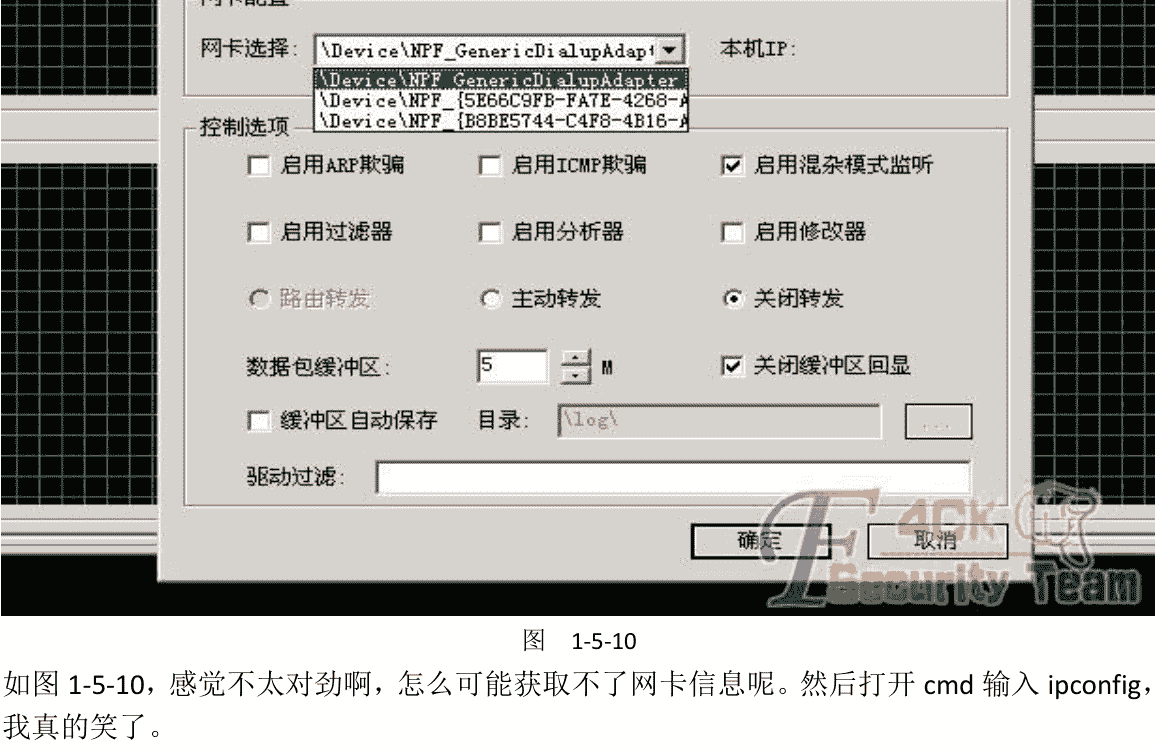 网卡配置
网卡选择: \Device\NPF_GenericDialupAdapt 本机IP:
\Device\NPF_GenericDialupAdapter
\Device\NPF_{5E66C9FB-FA7E-4268-A
\Device\NPF_{B8BE5744-C4F8-4B16-A
控制选项
启用ARP欺骗 启用ICMP欺骗 启用混杂模式监听
启用过滤器 启用分析器 启用修改器
路由转发 主动转发 关闭转发
数据包缓冲区: 5 M 关闭缓冲区回显
缓冲区自动保存 目录: \log\ ...
驱动过滤:
确定 取消
F4CK
Security Team
图 1-5-10
如图 1-5-10，感觉不太对劲啊，怎么可能获取不了网卡信息呢。然后打开 cmd 输入 ipconfig，
我真的笑了。